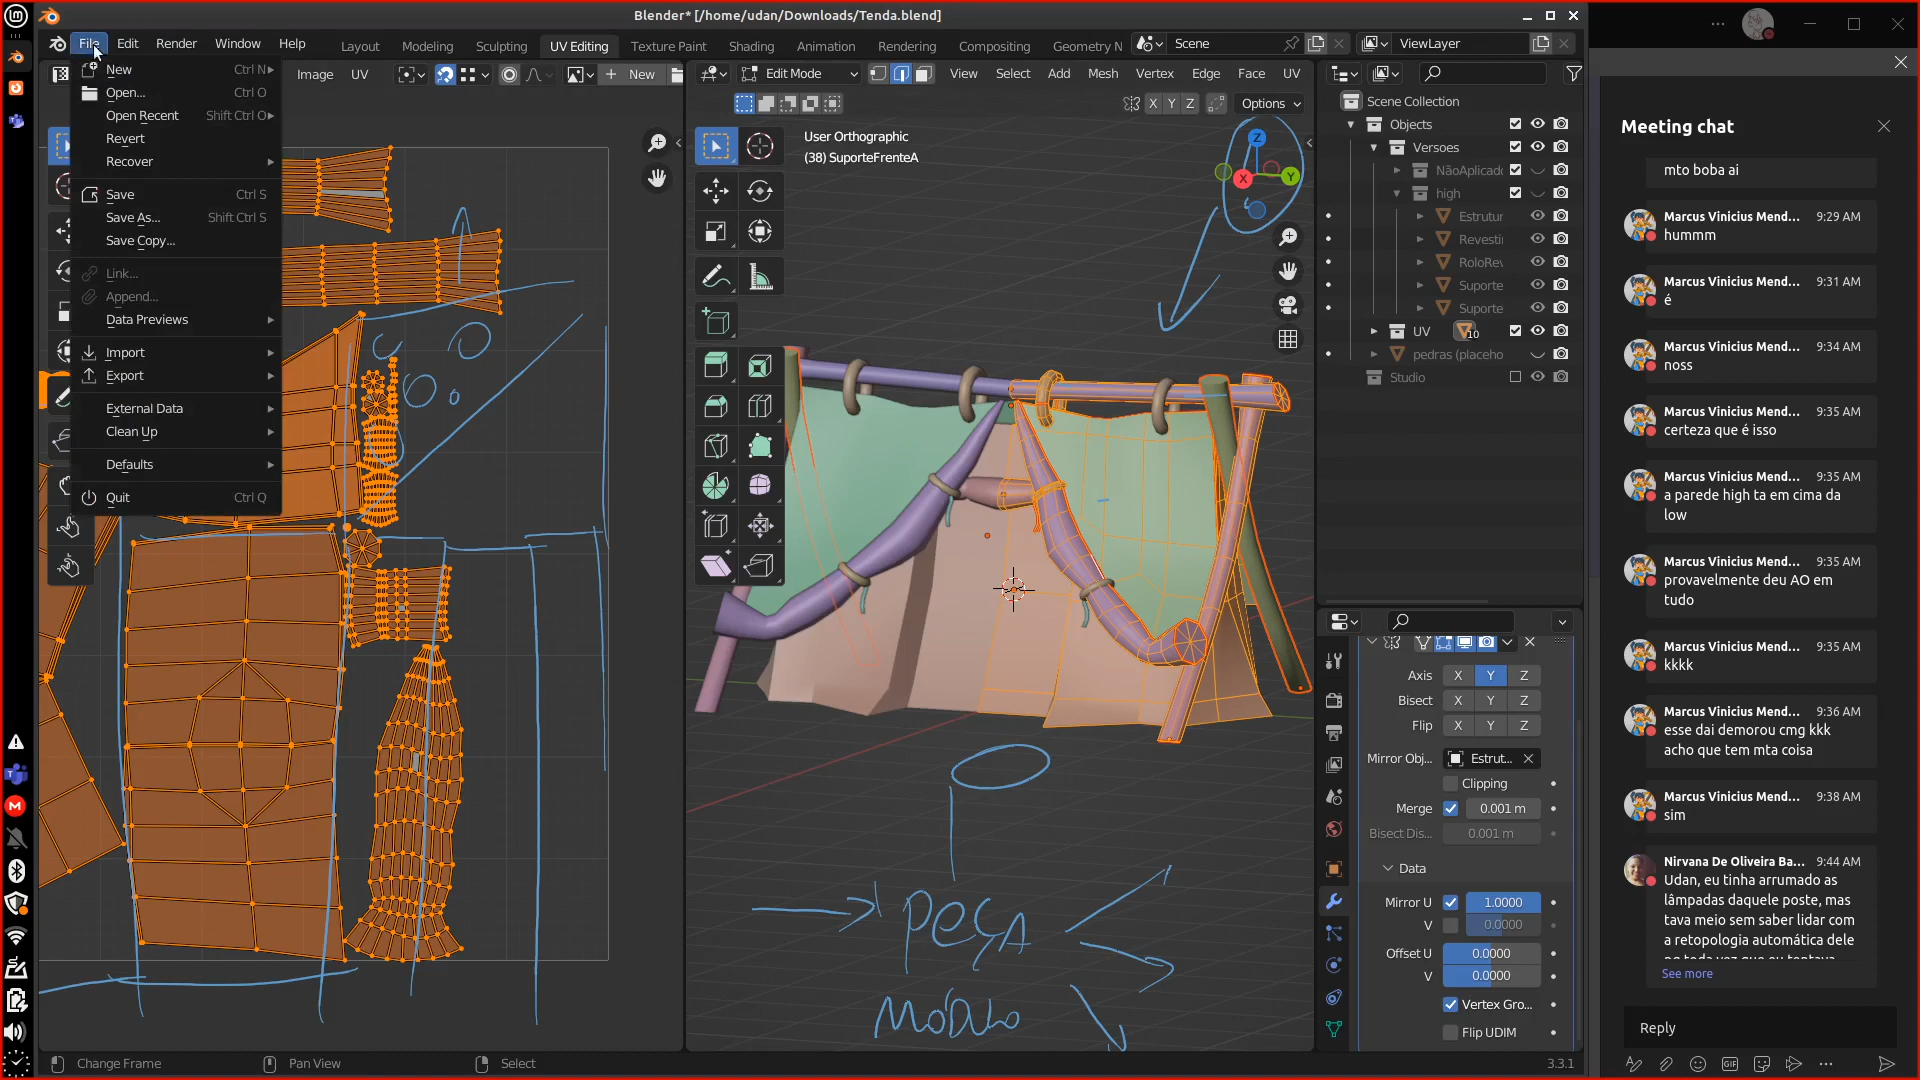 Blender* [/home/udan/Downloads/Tenda.blend]
File Edit Render Window Help
Layout Modeling Sculpting UV Editing Texture Paint Shading Animation Rendering Compositing Geometry N
Scene
ViewLayer
New Ctrl N
Open... Ctrl O
Open Recent Shift Ctrl O
Revert
Recover
Save Ctrl S
Save As... Shift Ctrl S
Save Copy...
Link...
Append...
Data Previews
Import
Export
External Data
Clean Up
Defaults
Quit Ctrl Q
Image UV
New
Edit Mode
View Select Add Mesh Vertex Edge Face UV
X Y Z
Options
User Orthographic
(38) SuporteFrenteA
Z
X
Y
PEÇA
MÓDULO
Scene Collection
Objects
Versoes
NãoAplicado
high
Estrutur
Revesti
RoloRev
Suporte
Suporte
UV 10
pedras (placeho
Studio
Axis X Y Z
Bisect X Y Z
Flip X Y Z
Mirror Obj... Estrut...
Clipping
Merge 0.001 m
Bisect Dis... 0.001 m
Data
Mirror U 1.0000
V 0.0000
Offset U 0.0000
V 0.0000
Vertex Gro...
Flip UDIM
Change Frame
Pan View
Select
3.3.1
Meeting chat
mto boba ai
Marcus Vinicius Mend... 9:29 AM
hummm
Marcus Vinicius Mend... 9:31 AM
é
Marcus Vinicius Mend... 9:34 AM
noss
Marcus Vinicius Mend... 9:35 AM
certeza que é isso
Marcus Vinicius Mend... 9:35 AM
a parede high ta em cima da
low
Marcus Vinicius Mend... 9:35 AM
provavelmente deu AO em
tudo
Marcus Vinicius Mend... 9:35 AM
kkkk
Marcus Vinicius Mend... 9:36 AM
esse dai demorou cmg kkk
acho que tem mta coisa
Marcus Vinicius Mend... 9:38 AM
sim
Nirvana De Oliveira Ba... 9:44 AM
Udan, eu tinha arrumado as
lâmpadas daquele poste, mas
tava meio sem saber lidar com
a retopologia automática dele
See more
Reply
GIF